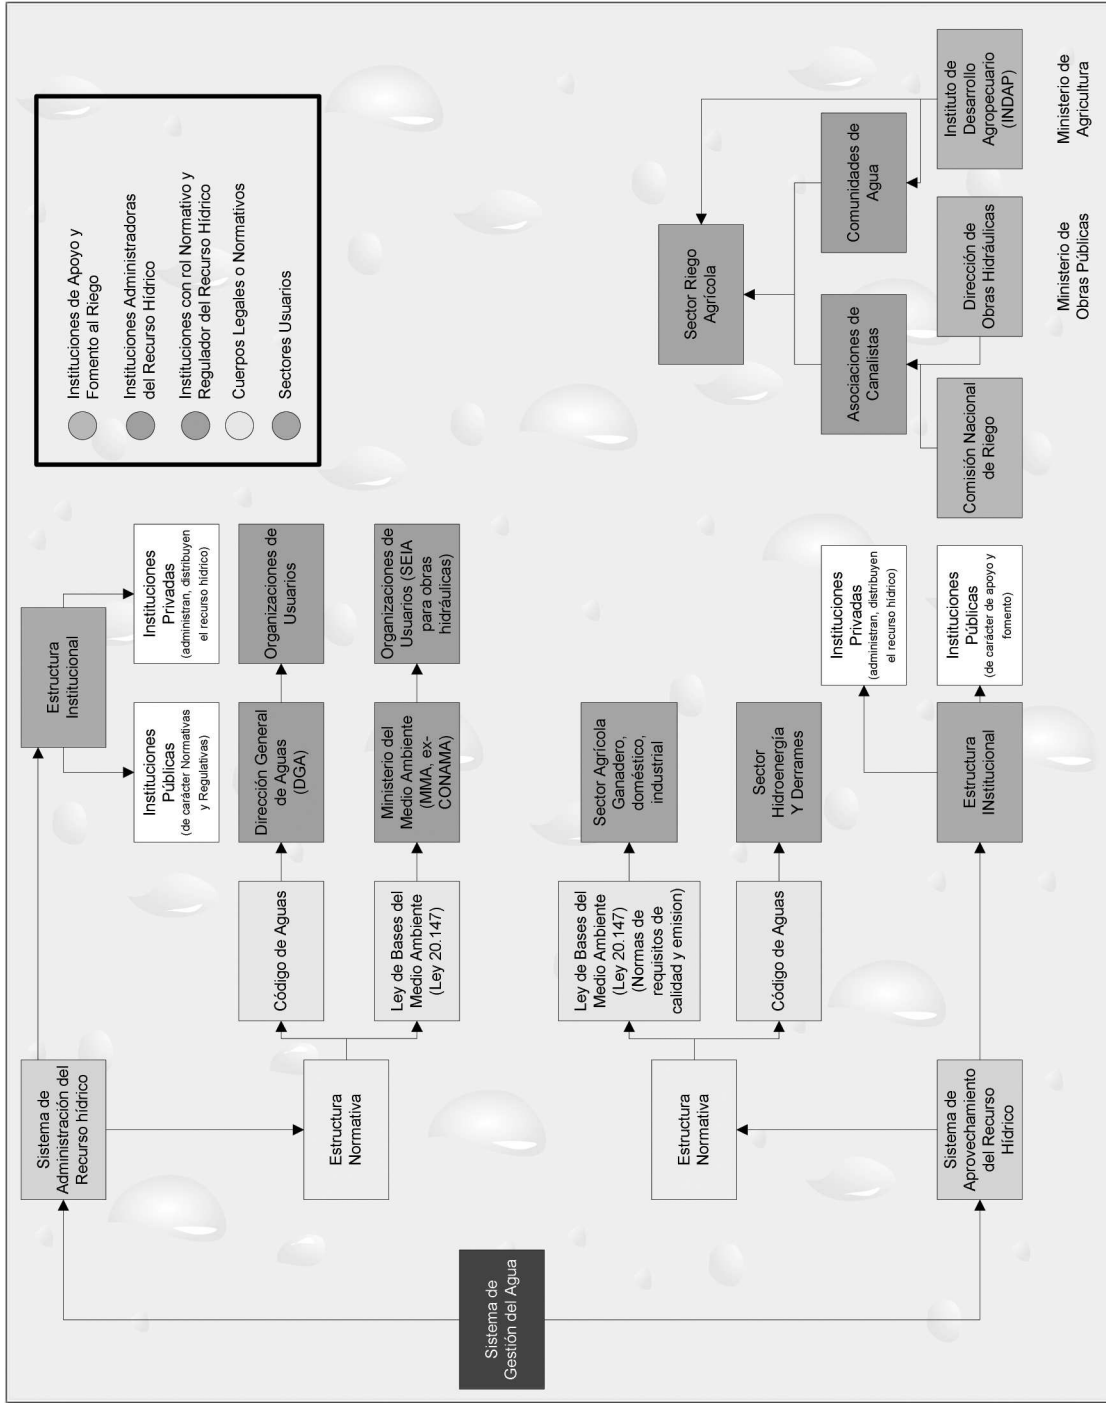 Sistema de
Gestión del Agua
Sistema de
Administración del
Recurso hídrico
Estructura
Institucional
Instituciones
Públicas
(de carácter Normativas
y Regulativas)
Instituciones
Privadas
(administran, distribuyen
el recurso hídrico)
Estructura
Normativa
Código de Aguas
Dirección General
de Aguas
(DGA)
Organizaciones de
Usuarios
Ley de Bases del
Medio Ambiente
(Ley 20.147)
Ministerio del
Medio Ambiente
(MMA, ex-
CONAMA)
Organizaciones de
Usuarios (SEIA
para obras
hidráulicas)
Instituciones de Apoyo y
Fomento al Riego
Instituciones Administradoras
del Recurso Hídrico
Instituciones con rol Normativo y
Regulador del Recurso Hídrico
Cuerpos Legales o Normativos
Sectores Usuarios
Estructura
Normativa
Ley de Bases del
Medio Ambiente
(Ley 20.147)
(Normas de
requisitos de
calidad y emision)
Sector Agrícola
Ganadero,
doméstico,
industrial
Código de Aguas
Sector
Hidroenergía
Y Derrames
Sistema de
Aprovechamiento
del Recurso
Hídrico
Estructura
INstitucional
Instituciones
Privadas
(administran, distribuyen
el recurso hídrico)
Instituciones
Públicas
(de carácter de apoyo y
fomento)
Sector Riego
Agrícola
Asociaciones de
Canalistas
Comunidades de
Agua
Comisión Nacional
de Riego
Dirección de
Obras Hidráulicas
Instituto de
Desarrollo
Agropecuario
(INDAP)
Ministerio de
Obras Públicas
Ministerio de
Agricultura